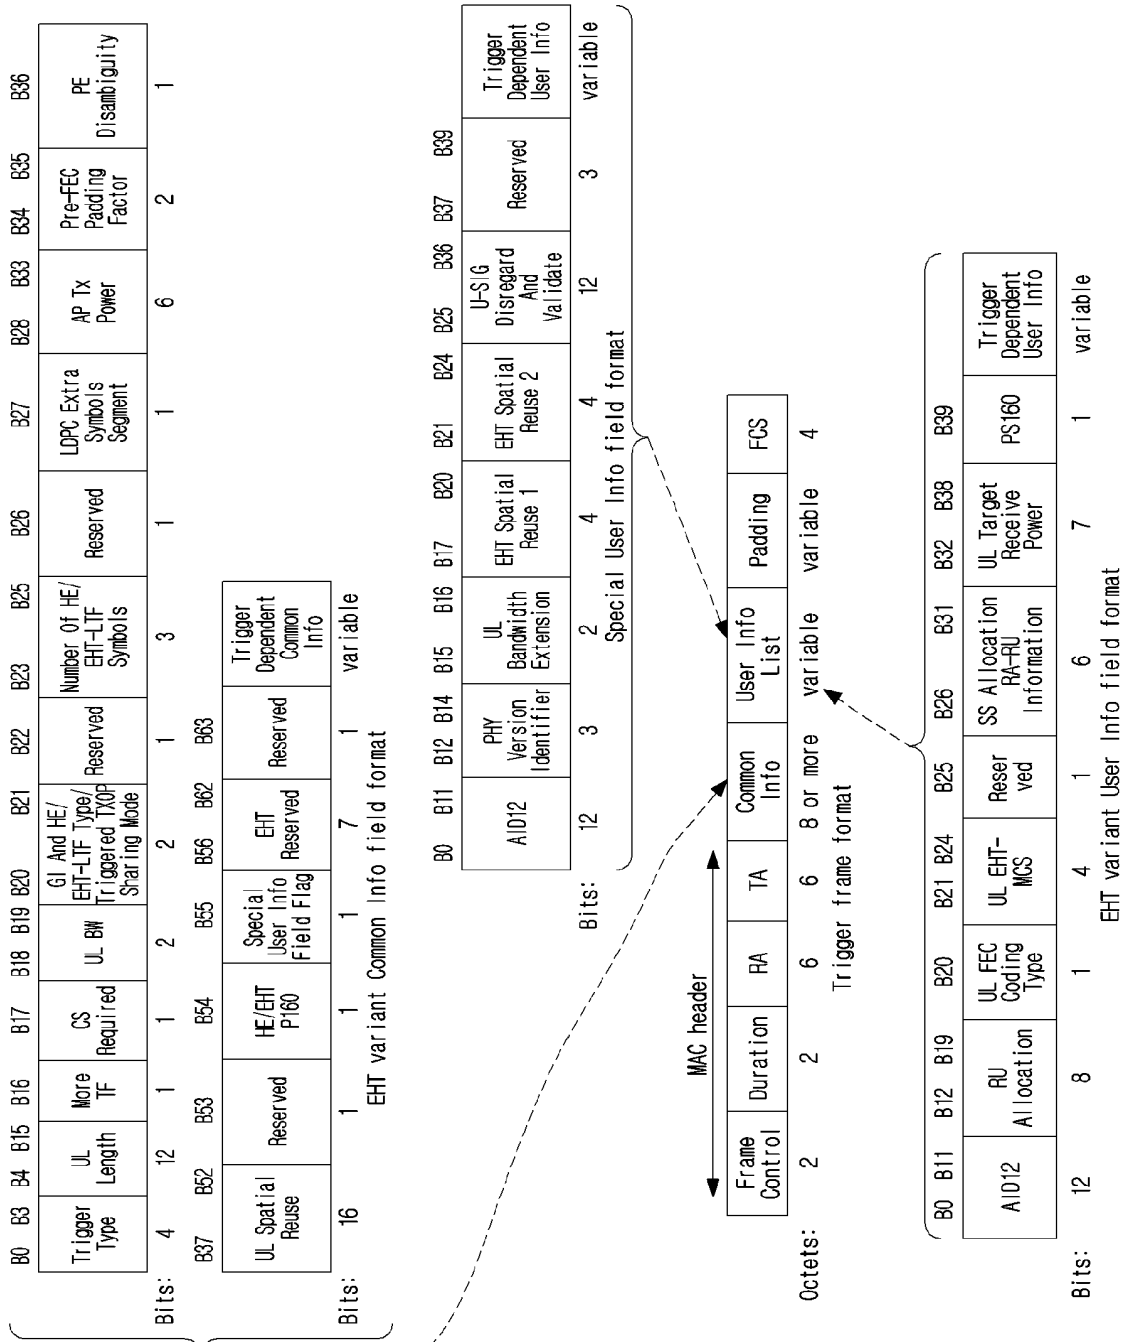 B0 B3 B4 B15 B16 B17 B18 B19 B20 B21 B22 B23 B25 B26 B27 B28 B33 B34 B35 B36
Trigger
Type
UL
Length
More
TF
CS
Required
UL BW
GI And HE/
EHT-LTF Type/
Triggered TXOP
Sharing Mode
Reserved
Number Of HE/
EHT-LTF
Symbols
Reserved
LDPC Extra
Symbols
Segment
AP Tx
Power
Pre-FEC
Padding
Factor
PE
Disambiguity
Bits: 4 12 1 1 2 2 1 3 1 1 6 2 1
B37 B52 B53 B54 B55 B56 B62 B63
UL Spatial
Reuse
Reserved
HE/EHT
P160
Special
User Info
Field Flag
EHT
Reserved
Reserved
Trigger
Dependent
Common
Info
Bits: 16 1 1 1 7 1 variable
EHT variant Common Info field format
B0 B11 B12 B14 B15 B16 B17 B20 B21 B24 B25 B36 B37 B39
AID12
PHY
Version
Identifier
UL
Bandwidth
Extension
EHT Spatial
Reuse 1
EHT Spatial
Reuse 2
U-SIG
Disregard
And
Validate
Reserved
Trigger
Dependent
User Info
Bits: 12 3 2 4 4 12 3 variable
Special User Info field format
MAC header
Frame
Control
Duration
RA
TA
Common
Info
User Info
List
Padding
FCS
Octets: 2 2 6 6 8 or more variable variable 4
Trigger frame format
B0 B11 B12 B19 B20 B21 B24 B25 B26 B31 B32 B38 B39
AID12
RU
Allocation
UL FEC
Coding
Type
UL EHT-
MCS
Reser
ved
SS Allocation
RA-RU
Information
UL Target
Receive
Power
PS160
Trigger
Dependent
User Info
Bits: 12 8 1 4 1 6 7 1 variable
EHT variant User Info field format